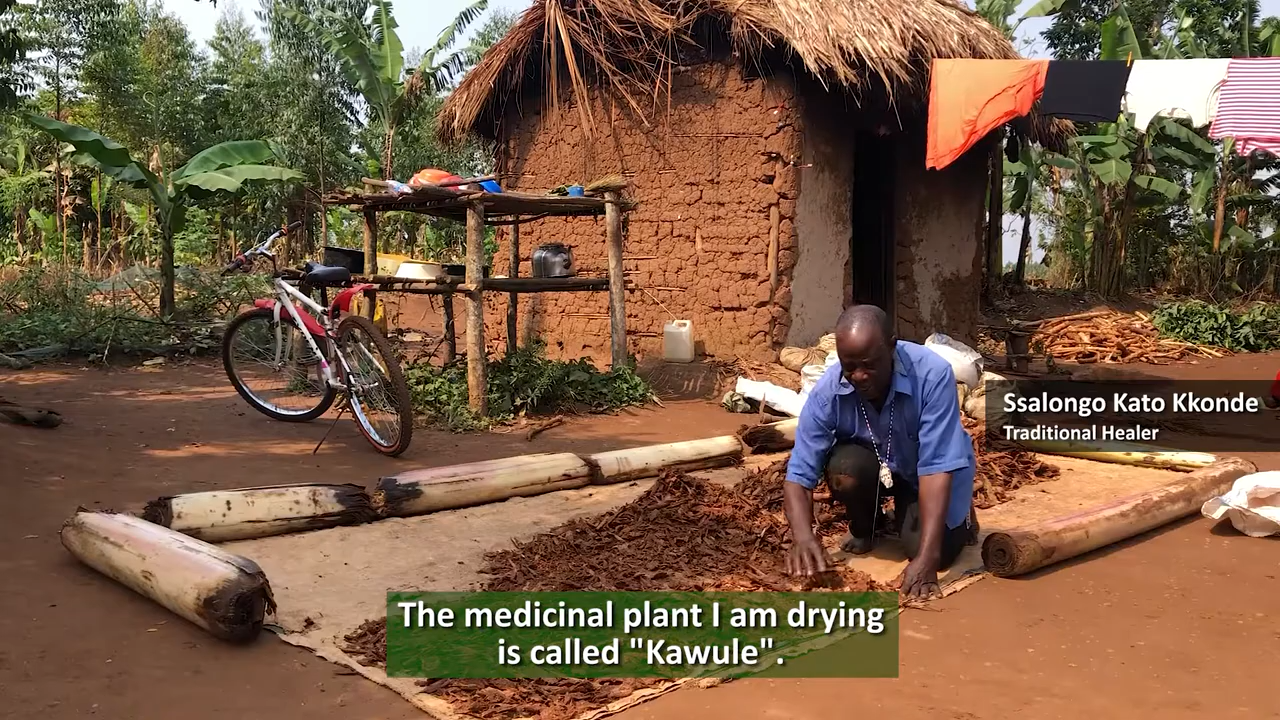 Ssalongo Kato Kkonde
Traditional Healer
The medicinal plant I am drying
is called "Kawule".